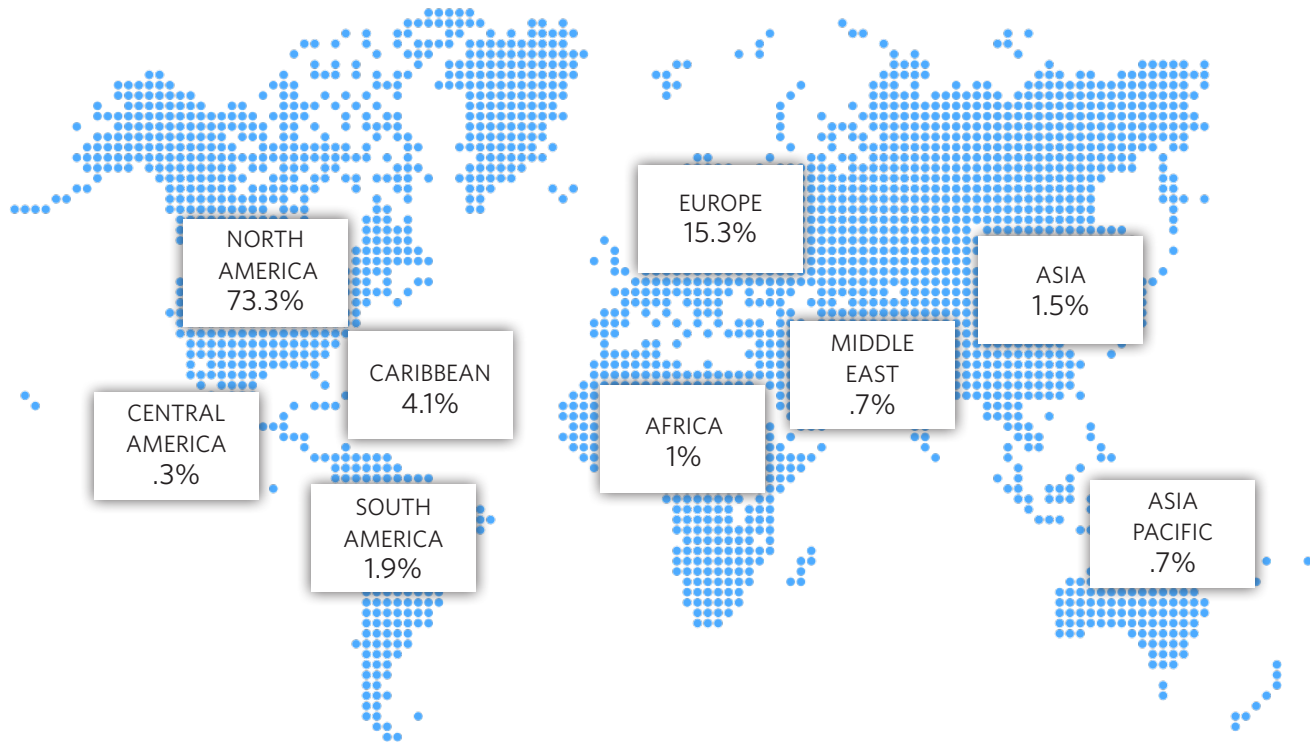 NORTH
AMERICA
73.3%
CARIBBEAN
4.1%
CENTRAL
AMERICA
.3%
SOUTH
AMERICA
1.9%
EUROPE
15.3%
AFRICA
1%
MIDDLE
EAST
.7%
ASIA
1.5%
ASIA
PACIFIC
.7%